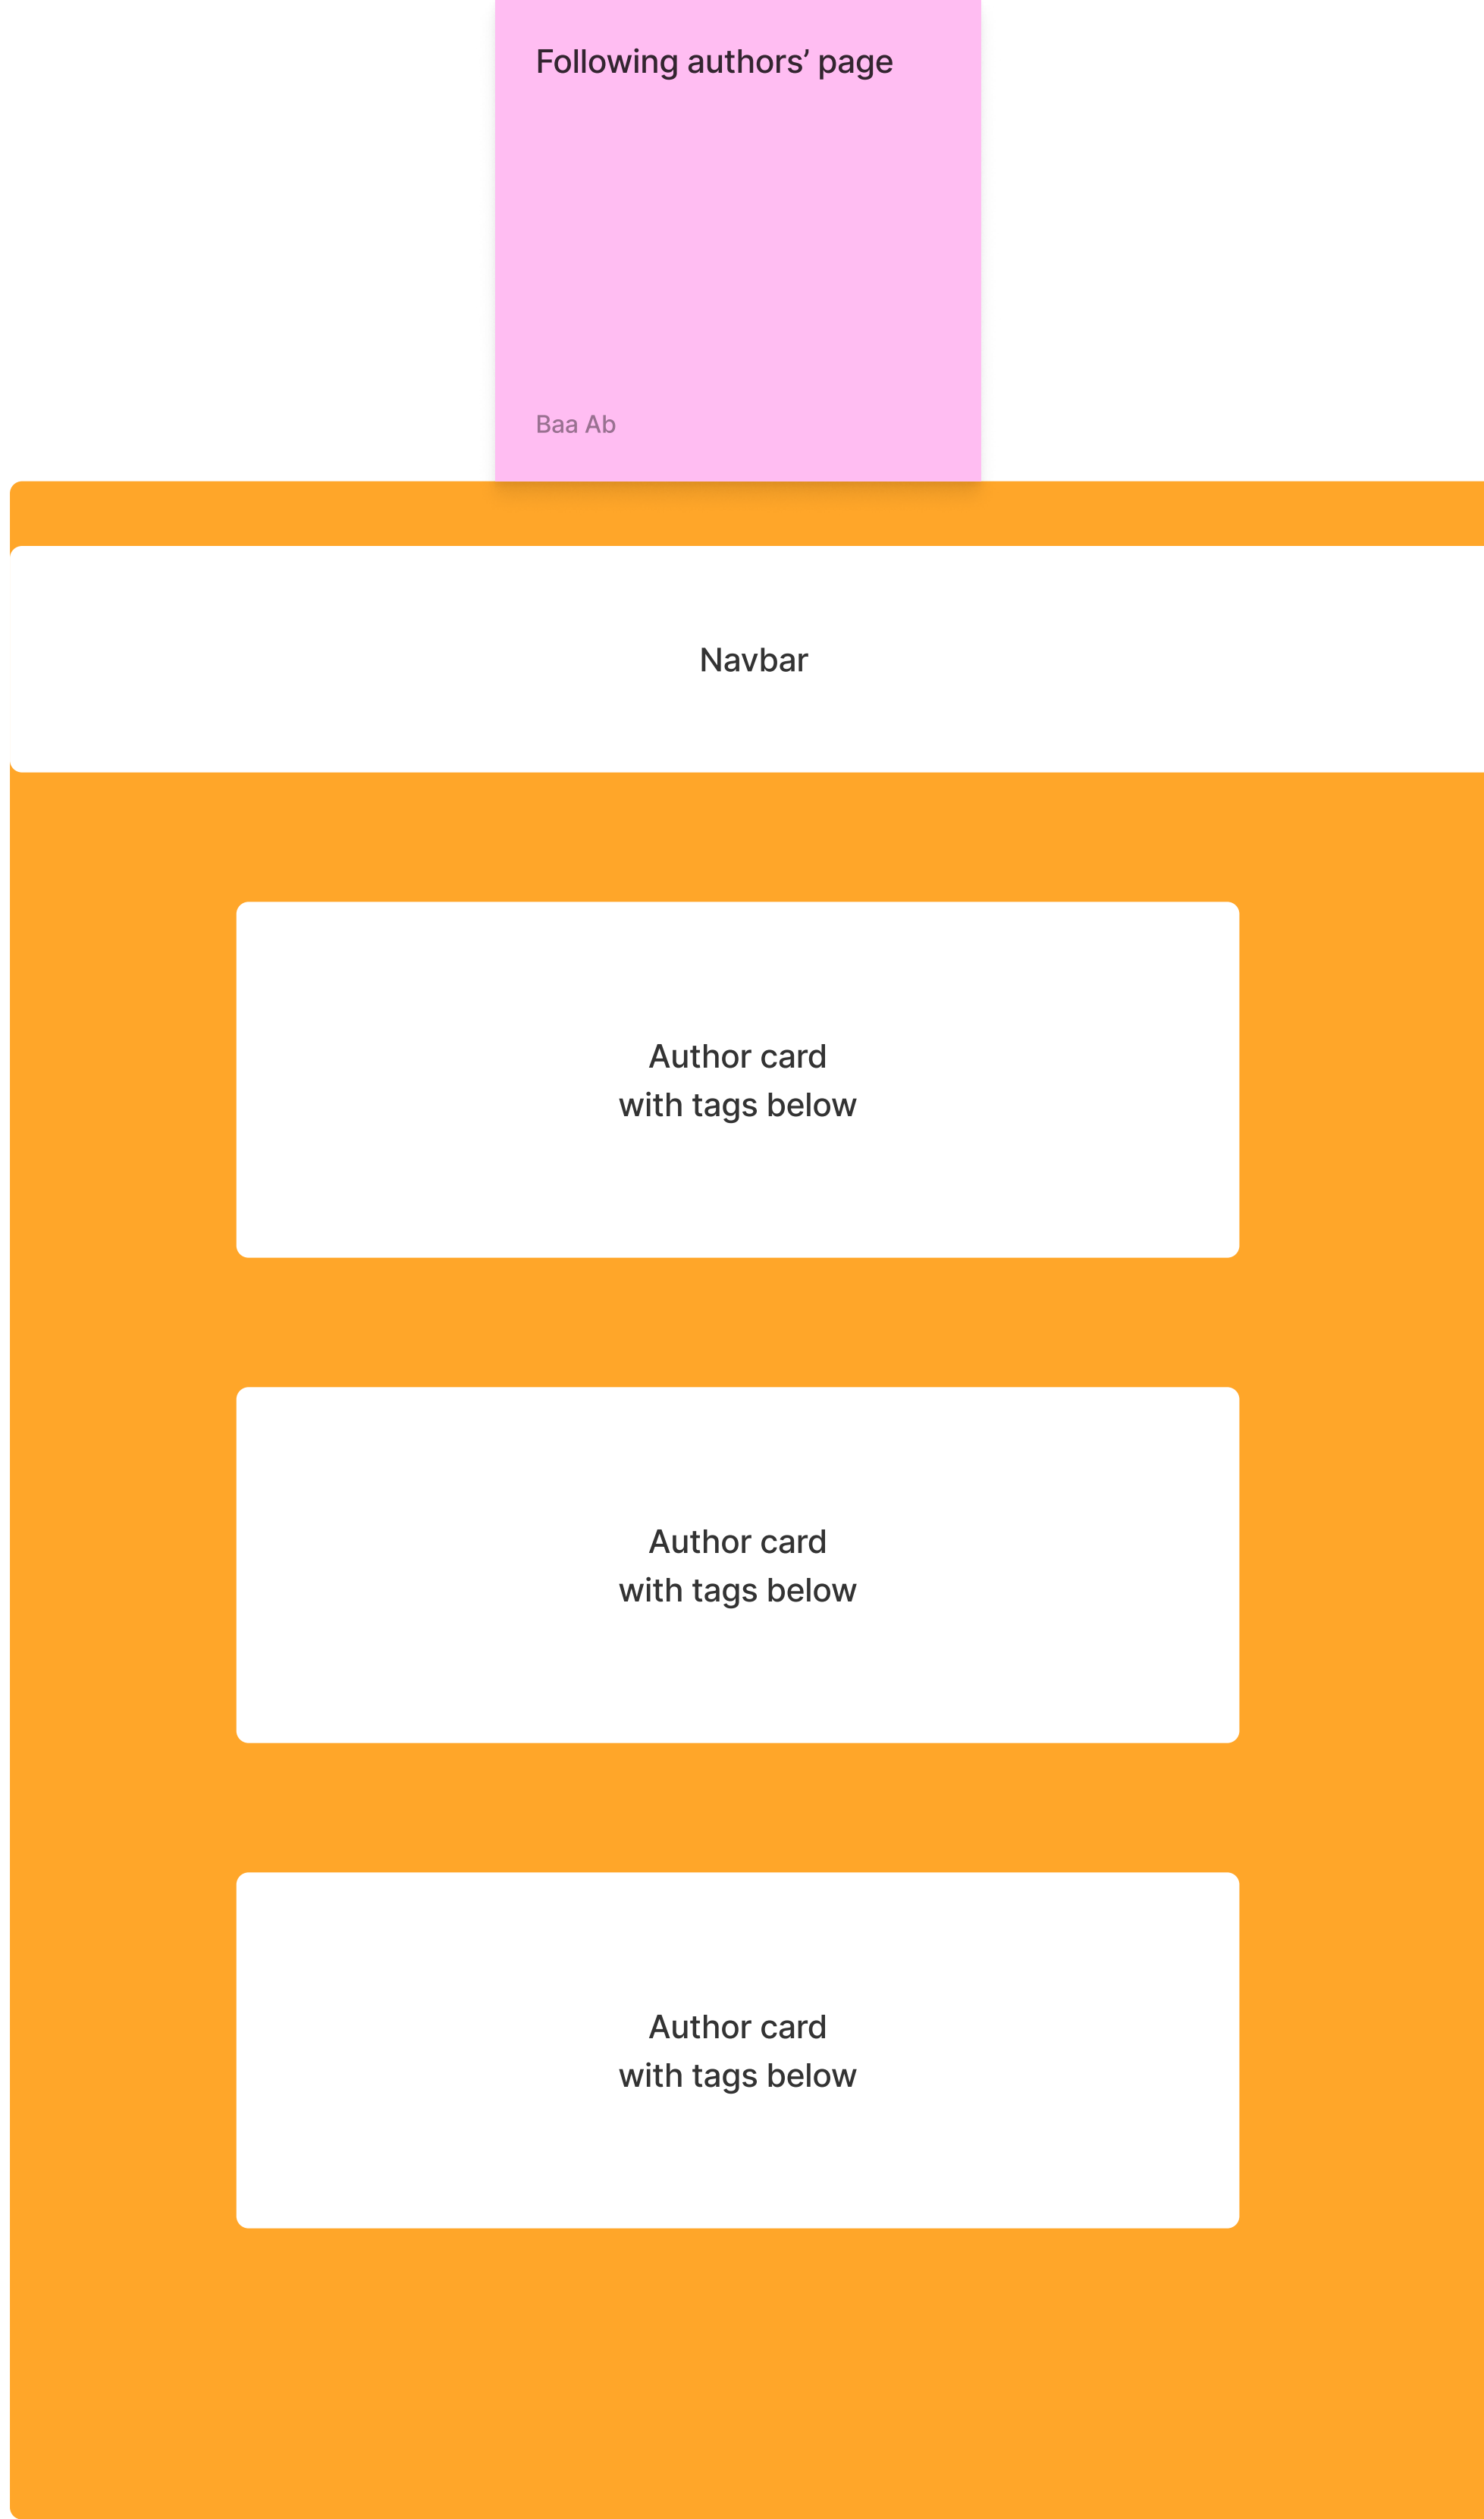 Following authors’ page
Baa Ab
Navbar
Author card
with tags below
Author card
with tags below
Author card
with tags below